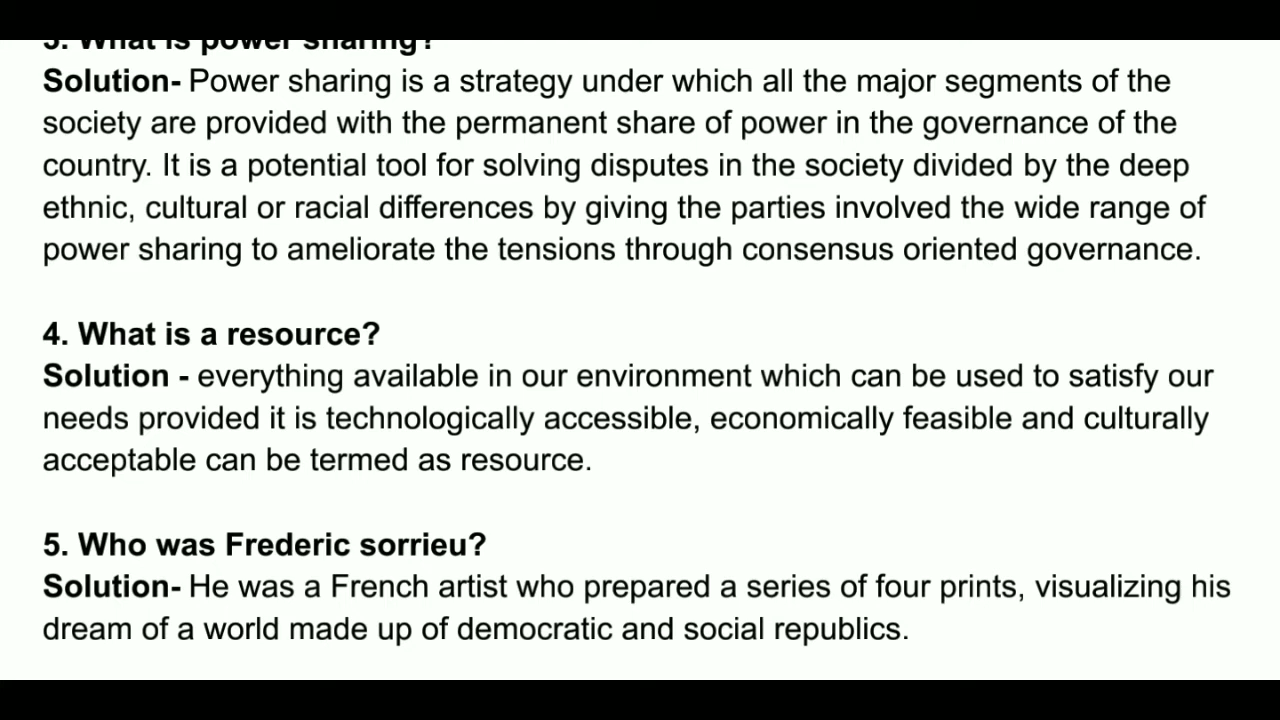 3. What is power sharing?
Solution- Power sharing is a strategy under which all the major segments of the
society are provided with the permanent share of power in the governance of the
country. It is a potential tool for solving disputes in the society divided by the deep
ethnic, cultural or racial differences by giving the parties involved the wide range of
power sharing to ameliorate the tensions through consensus oriented governance.
4. What is a resource?
Solution - everything available in our environment which can be used to satisfy our
needs provided it is technologically accessible, economically feasible and culturally
acceptable can be termed as resource.
5. Who was Frederic sorrieu?
Solution- He was a French artist who prepared a series of four prints, visualizing his
dream of a world made up of democratic and social republics.